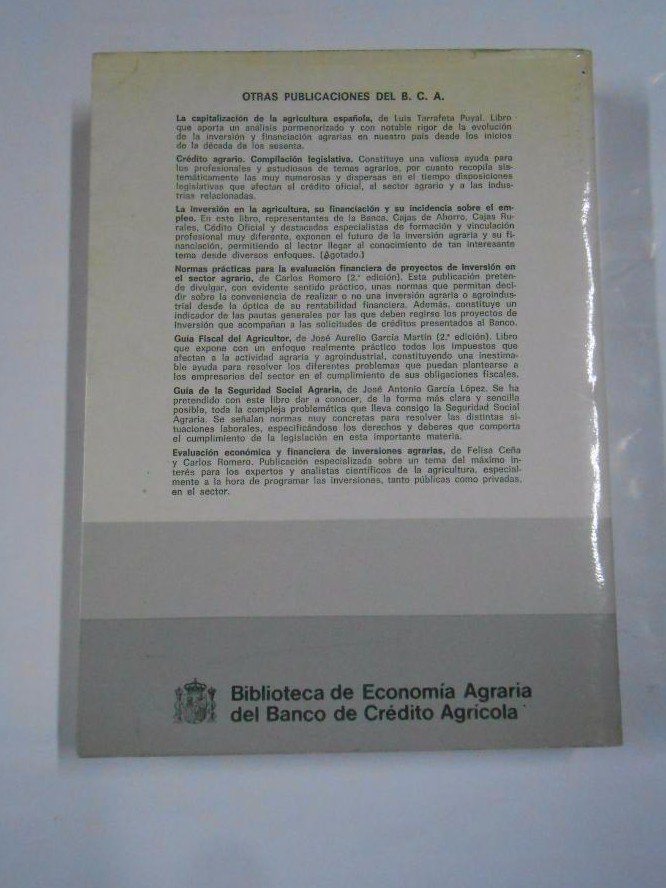 OTRAS PUBLICACIONES DEL B. C. A.
La capitalización de la agricultura española, de Luis Tarrafeta Puyal. Libro
que aporta un análisis pormenorizado y con notable rigor de la evolución
de la inversión y financiación agrarias en nuestro país desde los inicios
de la década de los sesenta.
Crédito agrario. Compilación legislativa. Constituye una valiosa ayuda para
los profesionales y estudiosos de temas agrarios, por cuanto recopila sis-
temáticamente las muy numerosas y dispersas en el tiempo disposiciones
legislativas que afectan al crédito oficial, al sector agrario y a las indus-
trias relacionadas.
La inversión en la agricultura, su financiación y su incidencia sobre el em-
pleo. En este libro, representantes de la Banca, Cajas de Ahorro, Cajas Ru-
rales, Cédito Oficial y destacados especialistas de formación y vinculación
profesional muy diferente, exponen el futuro de la inversión agraria y su fi-
nanciación, permitiendo al lector llegar al conocimiento de tan interesante
tema desde diversos enfoques. (Agotado.)
Normas prácticas para la evaluación financiera de proyectos de inversión en
el sector agrario, de Carlos Romero (2.ª edición). Esta publicación preten-
de divulgar, con evidente sentido práctico, unas normas que permitan deci-
dir sobre la conveniencia de realizar o no una inversión agraria o agroindus-
trial desde la óptica de su rentabilidad financiera. Además, constituye un
indicador de las pautas generales por las que deben regirse los proyectos de
inversión que acompañan a las solicitudes de créditos presentados al Banco.
Guía Fiscal del Agricultor, de José Aurelio García Martín (2.ª edición). Libro
que expone con un enfoque realmente práctico todos los impuestos que
afectan a la actividad agraria y agroindustrial, constituyendo una inestima-
ble ayuda para resolver los diferentes problemas que puedan plantearse a
los empresarios del sector en el cumplimiento de sus obligaciones fiscales.
Guía de la Seguridad Social Agraria, de José Antonio García López. Se ha
pretendido con este libro dar a conocer, de la forma más clara y sencilla
posible, toda la compleja problemática que lleva consigo la Seguridad Social
Agraria. Se señalan normas muy concretas para resolver las distintas si-
tuaciones laborales, especificándose los derechos y deberes que comporta
el cumplimiento de la legislación en esta importante materia.
Evaluación económica y financiera de inversiones agrarias, de Felisa Ceña
y Carlos Romero. Publicación especializada sobre un tema del máximo in-
terés para los expertos y analistas científicos de la agricultura, especial-
mente a la hora de programar las inversiones, tanto públicas como privadas,
en el sector.
Biblioteca de Economía Agraria
del Banco de Crédito Agrícola